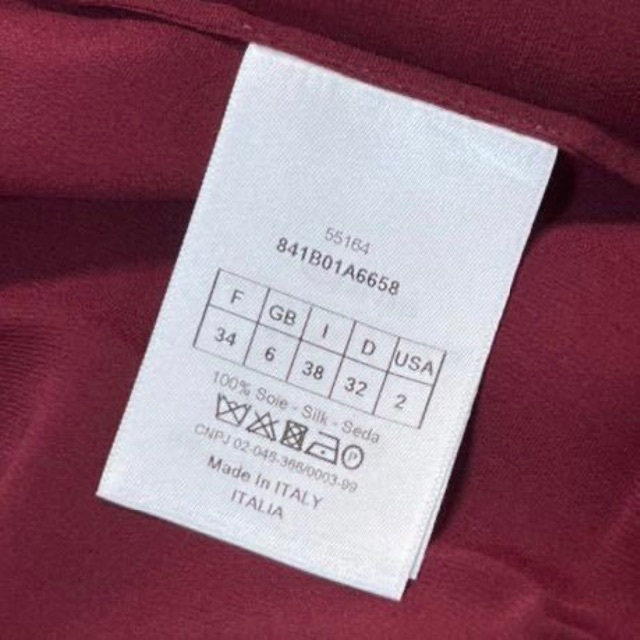 55164
841B01A6658
F GB I D USA
34 6 38 32 2
100% Soie - Silk - Seda
P
CNPJ 02-048-366/0003-99
Made In ITALY
ITALIA